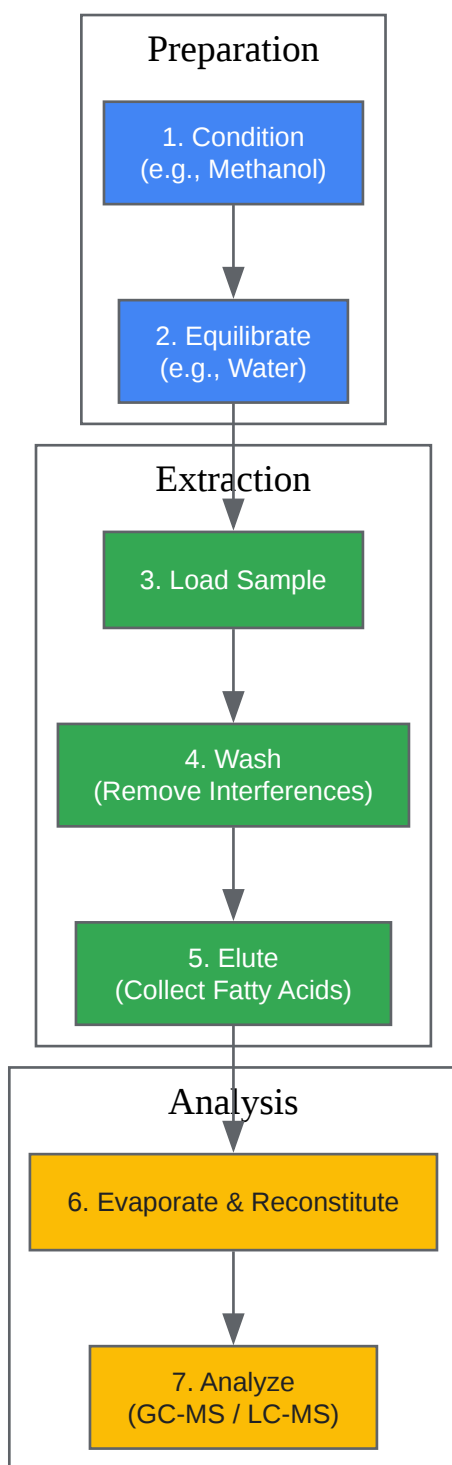 Preparation
1. Condition
(e.g., Methanol)
2. Equilibrate
(e.g., Water)
Extraction
3. Load Sample
4. Wash
(Remove Interferences)
5. Elute
(Collect Fatty Acids)
Analysis
6. Evaporate & Reconstitute
7. Analyze
(GC-MS / LC-MS)